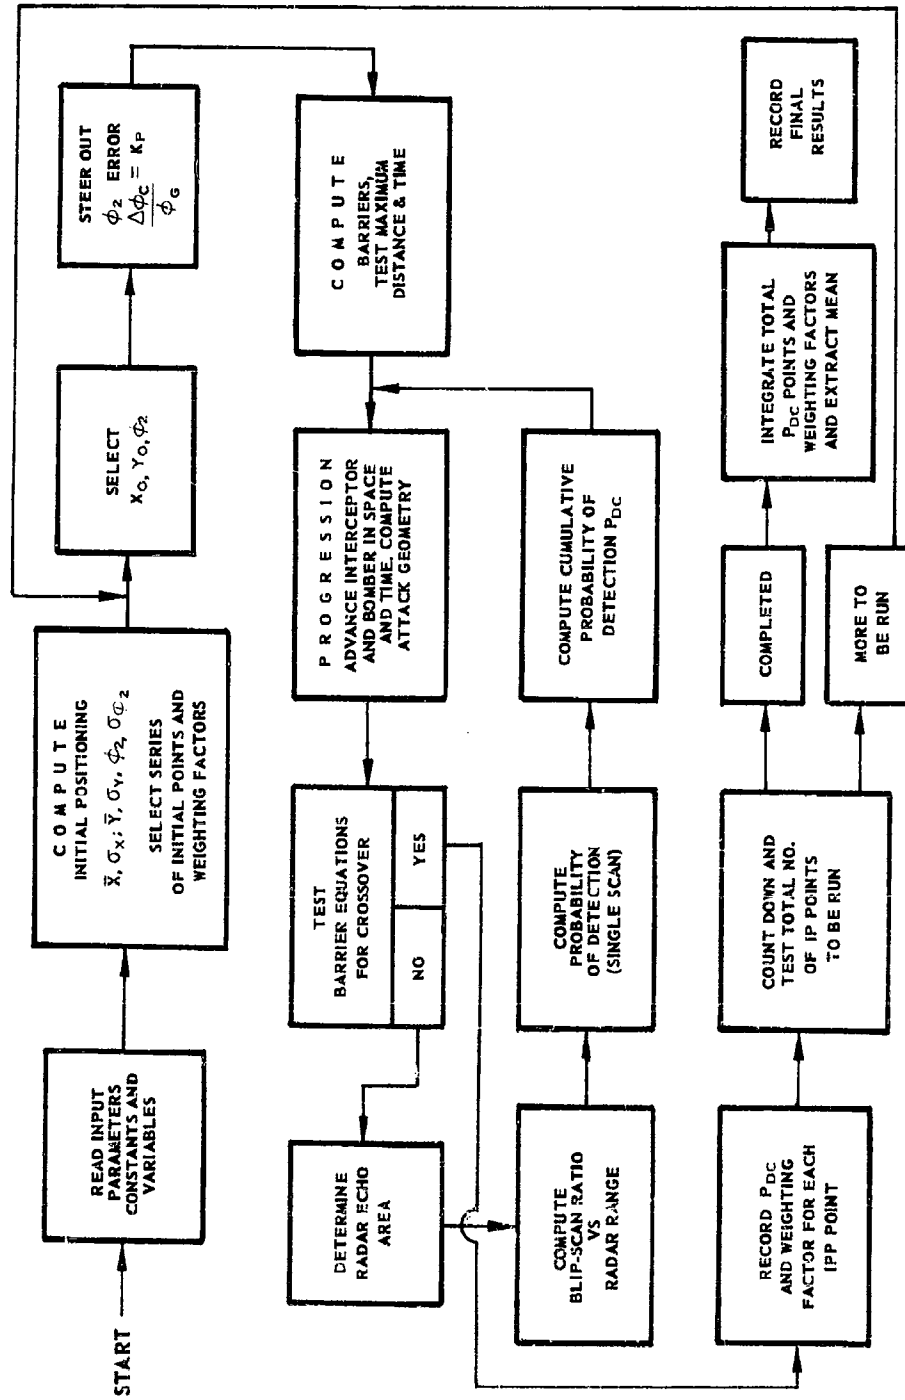 START
READ INPUT
PARAMETERS
CONSTANTS AND
VARIABLES
COMPUTE
INITIAL POSITIONING
X̄, σX; Ȳ, σY, ϕ2, σϕ2
SELECT SERIES
OF INITIAL POINTS AND
WEIGHTING FACTORS
SELECT
XO, YO, ϕ2
STEER OUT
ϕ2 ERROR
ΔϕC = KP
ϕG
COMPUTE
BARRIERS,
TEST MAXIMUM
DISTANCE & TIME
PROGRESSION
ADVANCE INTERCEPTOR
AND BOMBER IN SPACE
AND TIME, COMPUTE
ATTACK GEOMETRY
TEST
BARRIER EQUATIONS
FOR CROSSOVER
NO
YES
DETERMINE
RADAR ECHO
AREA
COMPUTE
BLIP-SCAN RATIO
VS
RADAR RANGE
COMPUTE
PROBABILITY
OF DETECTION
(SINGLE SCAN)
COMPUTE CUMULATIVE
PROBABILITY OF
DETECTION PDC
RECORD PDC
AND WEIGHTING
FACTOR FOR EACH
IPP POINT
COUNT DOWN AND
TEST TOTAL NO.
OF IP POINTS
TO BE RUN
COMPLETED
MORE TO
BE RUN
INTEGRATE TOTAL
PDC POINTS AND
WEIGHTING FACTORS
AND EXTRACT MEAN
RECORD
FINAL
RESULTS